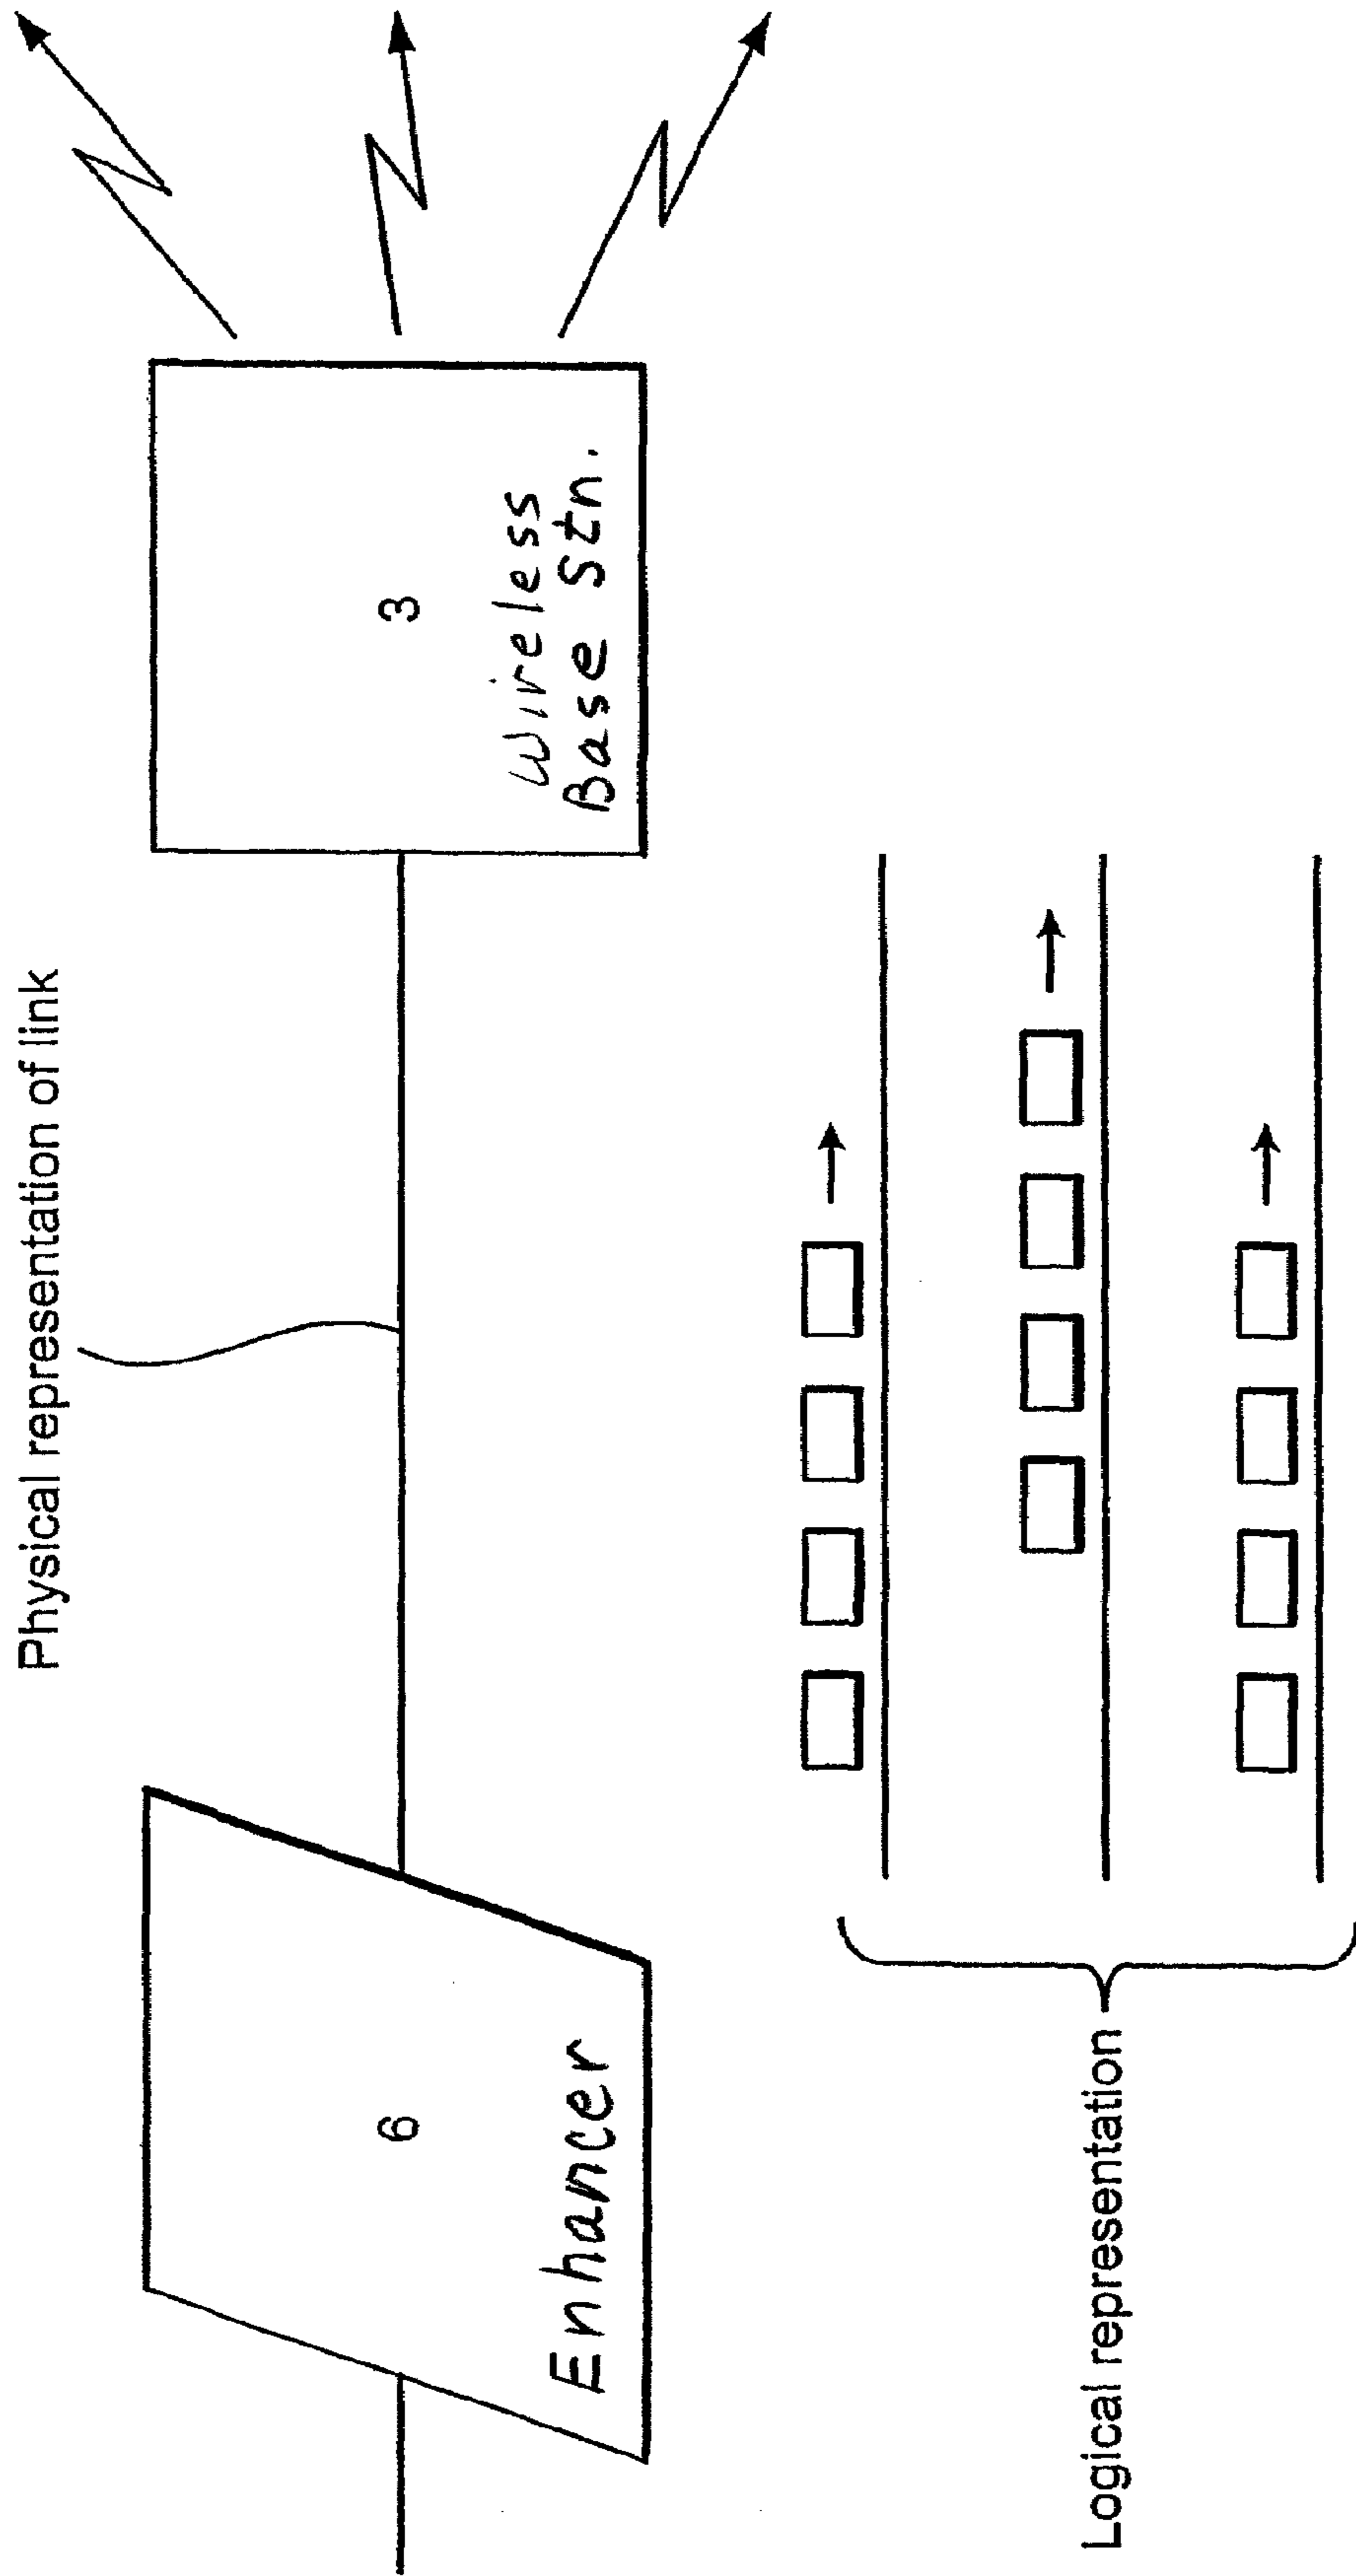 Physical representation of link
6
Enhancer
3
Wireless
Base Stn.
Logical representation